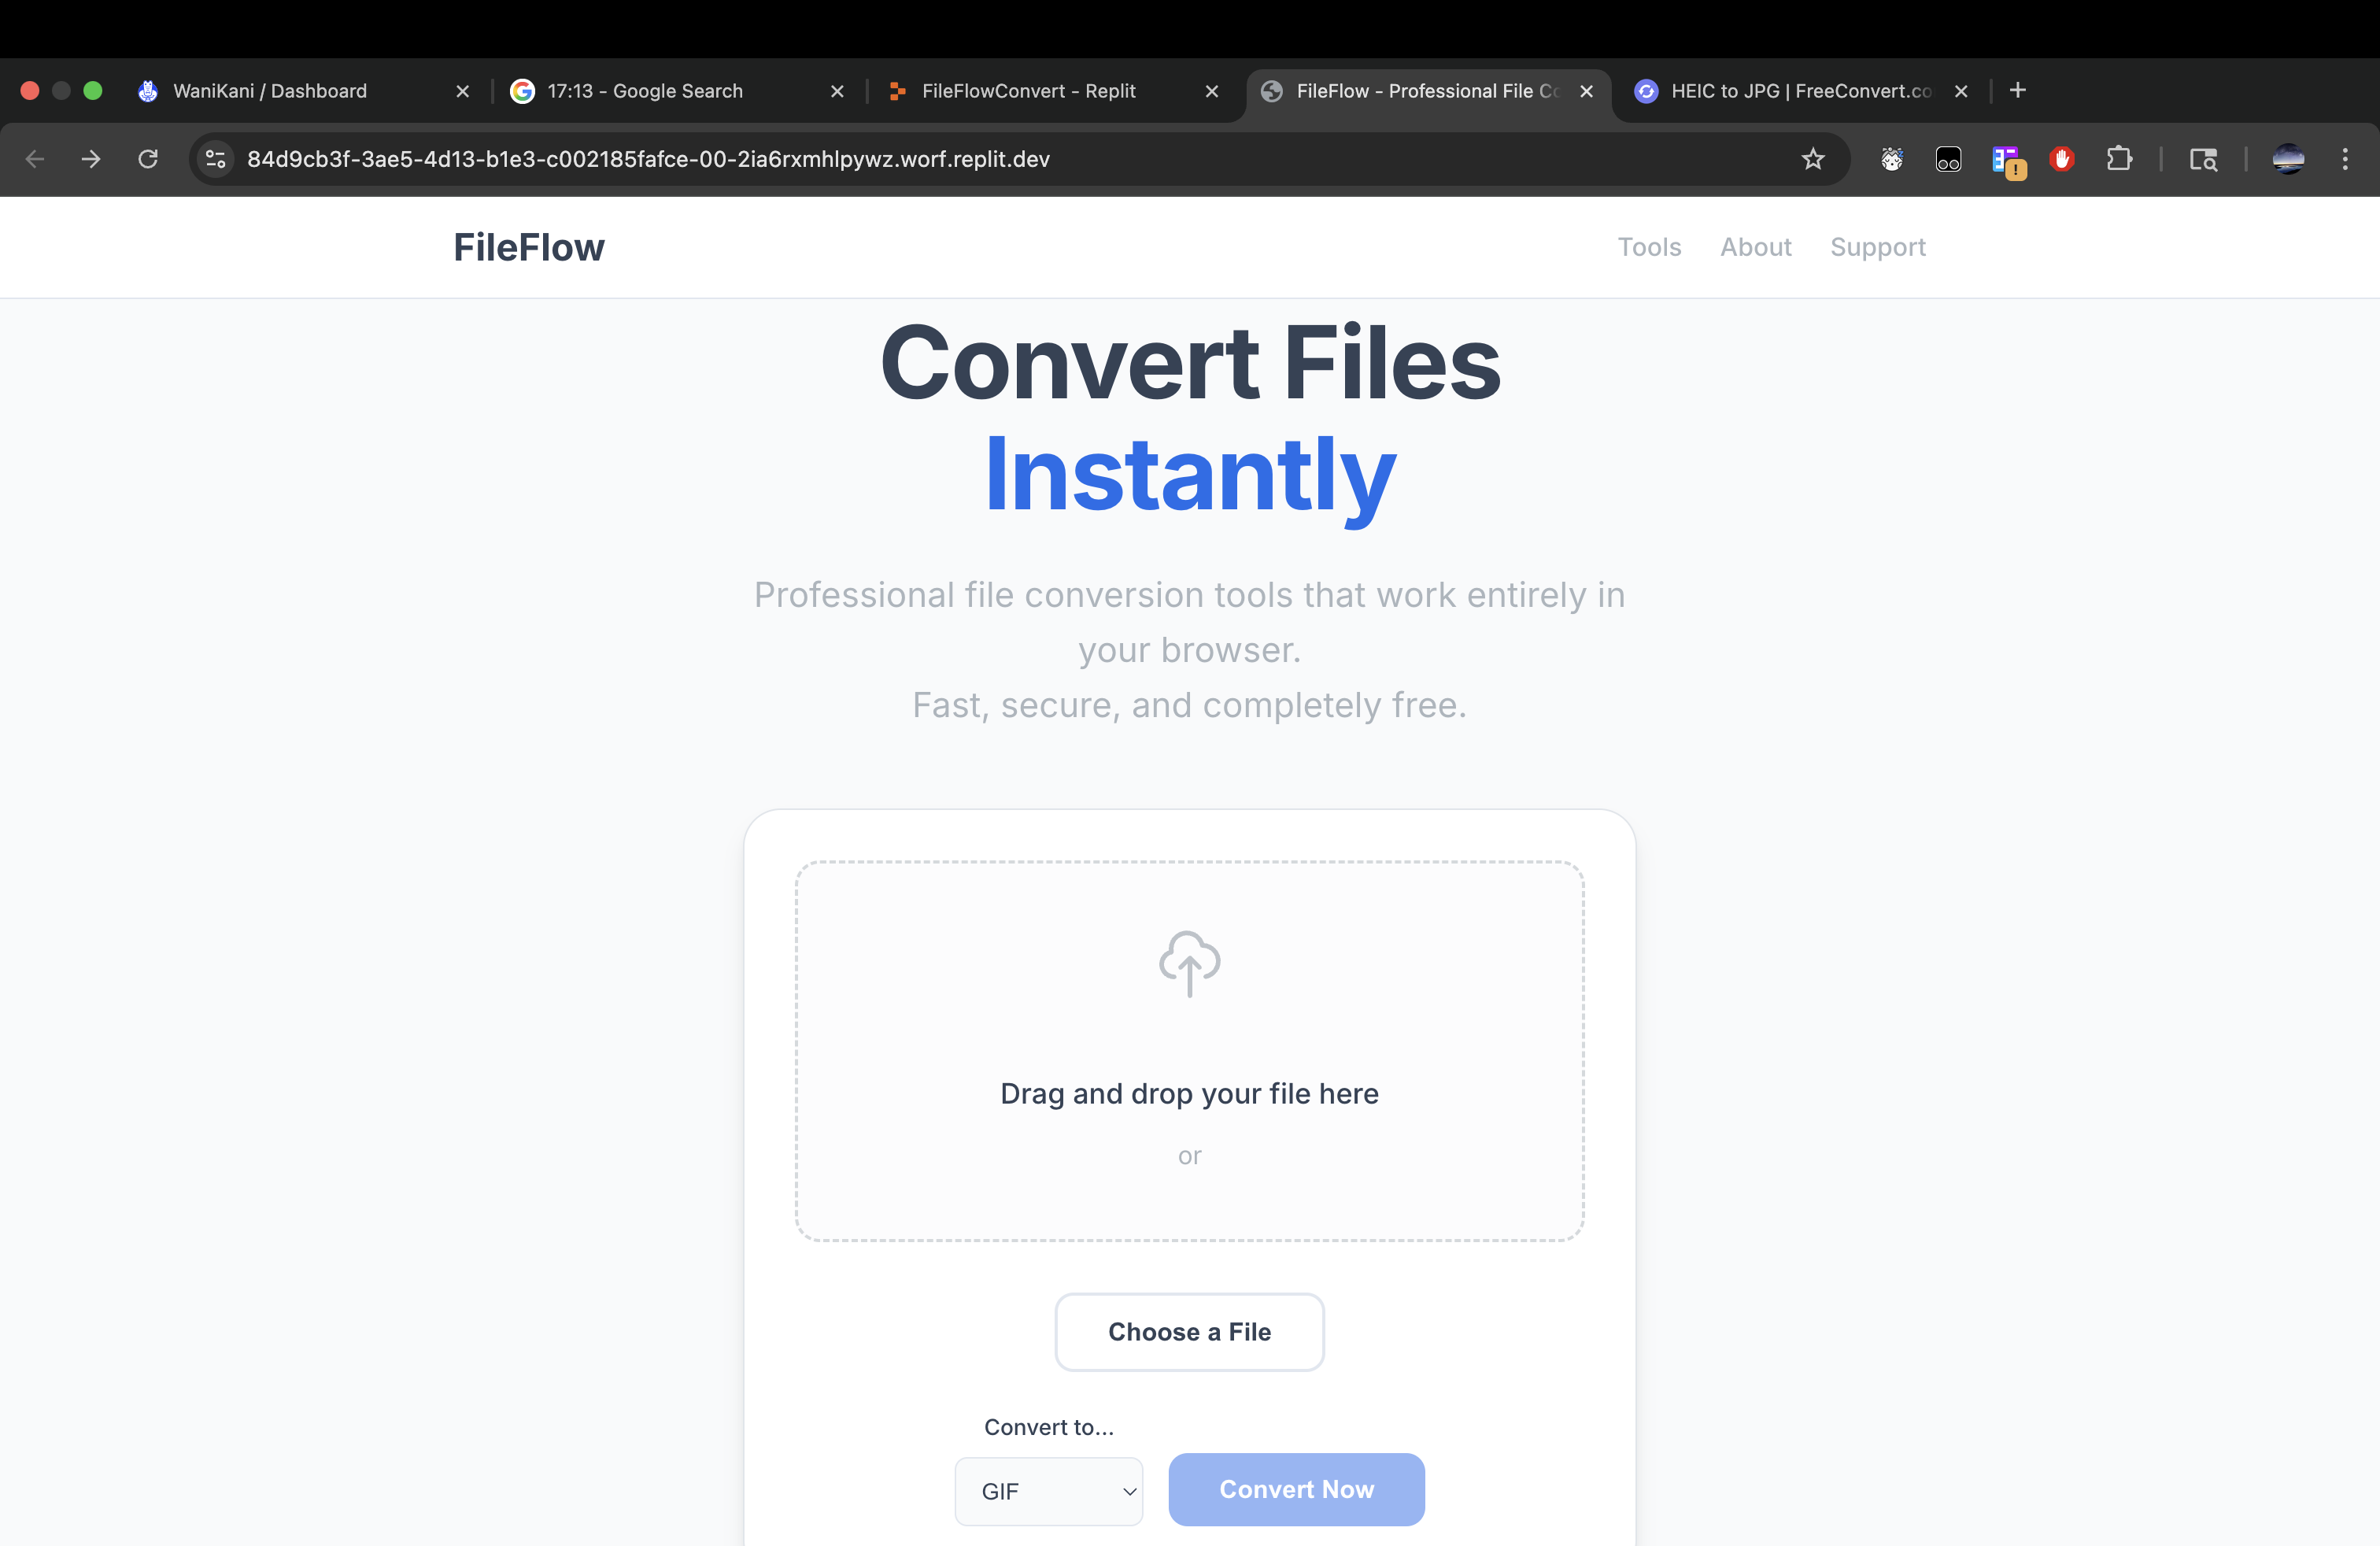 WaniKani / Dashboard
17:13 - Google Search
FileFlowConvert - Replit
FileFlow - Professional File Co
HEIC to JPG | FreeConvert.co
84d9cb3f-3ae5-4d13-b1e3-c002185fafce-00-2ia6rxmhlpywz.worf.replit.dev
FileFlow
Tools
About
Support
Convert Files
Instantly
Professional file conversion tools that work entirely in
your browser.
Fast, secure, and completely free.
Drag and drop your file here
or
Choose a File
Convert to...
GIF
Convert Now